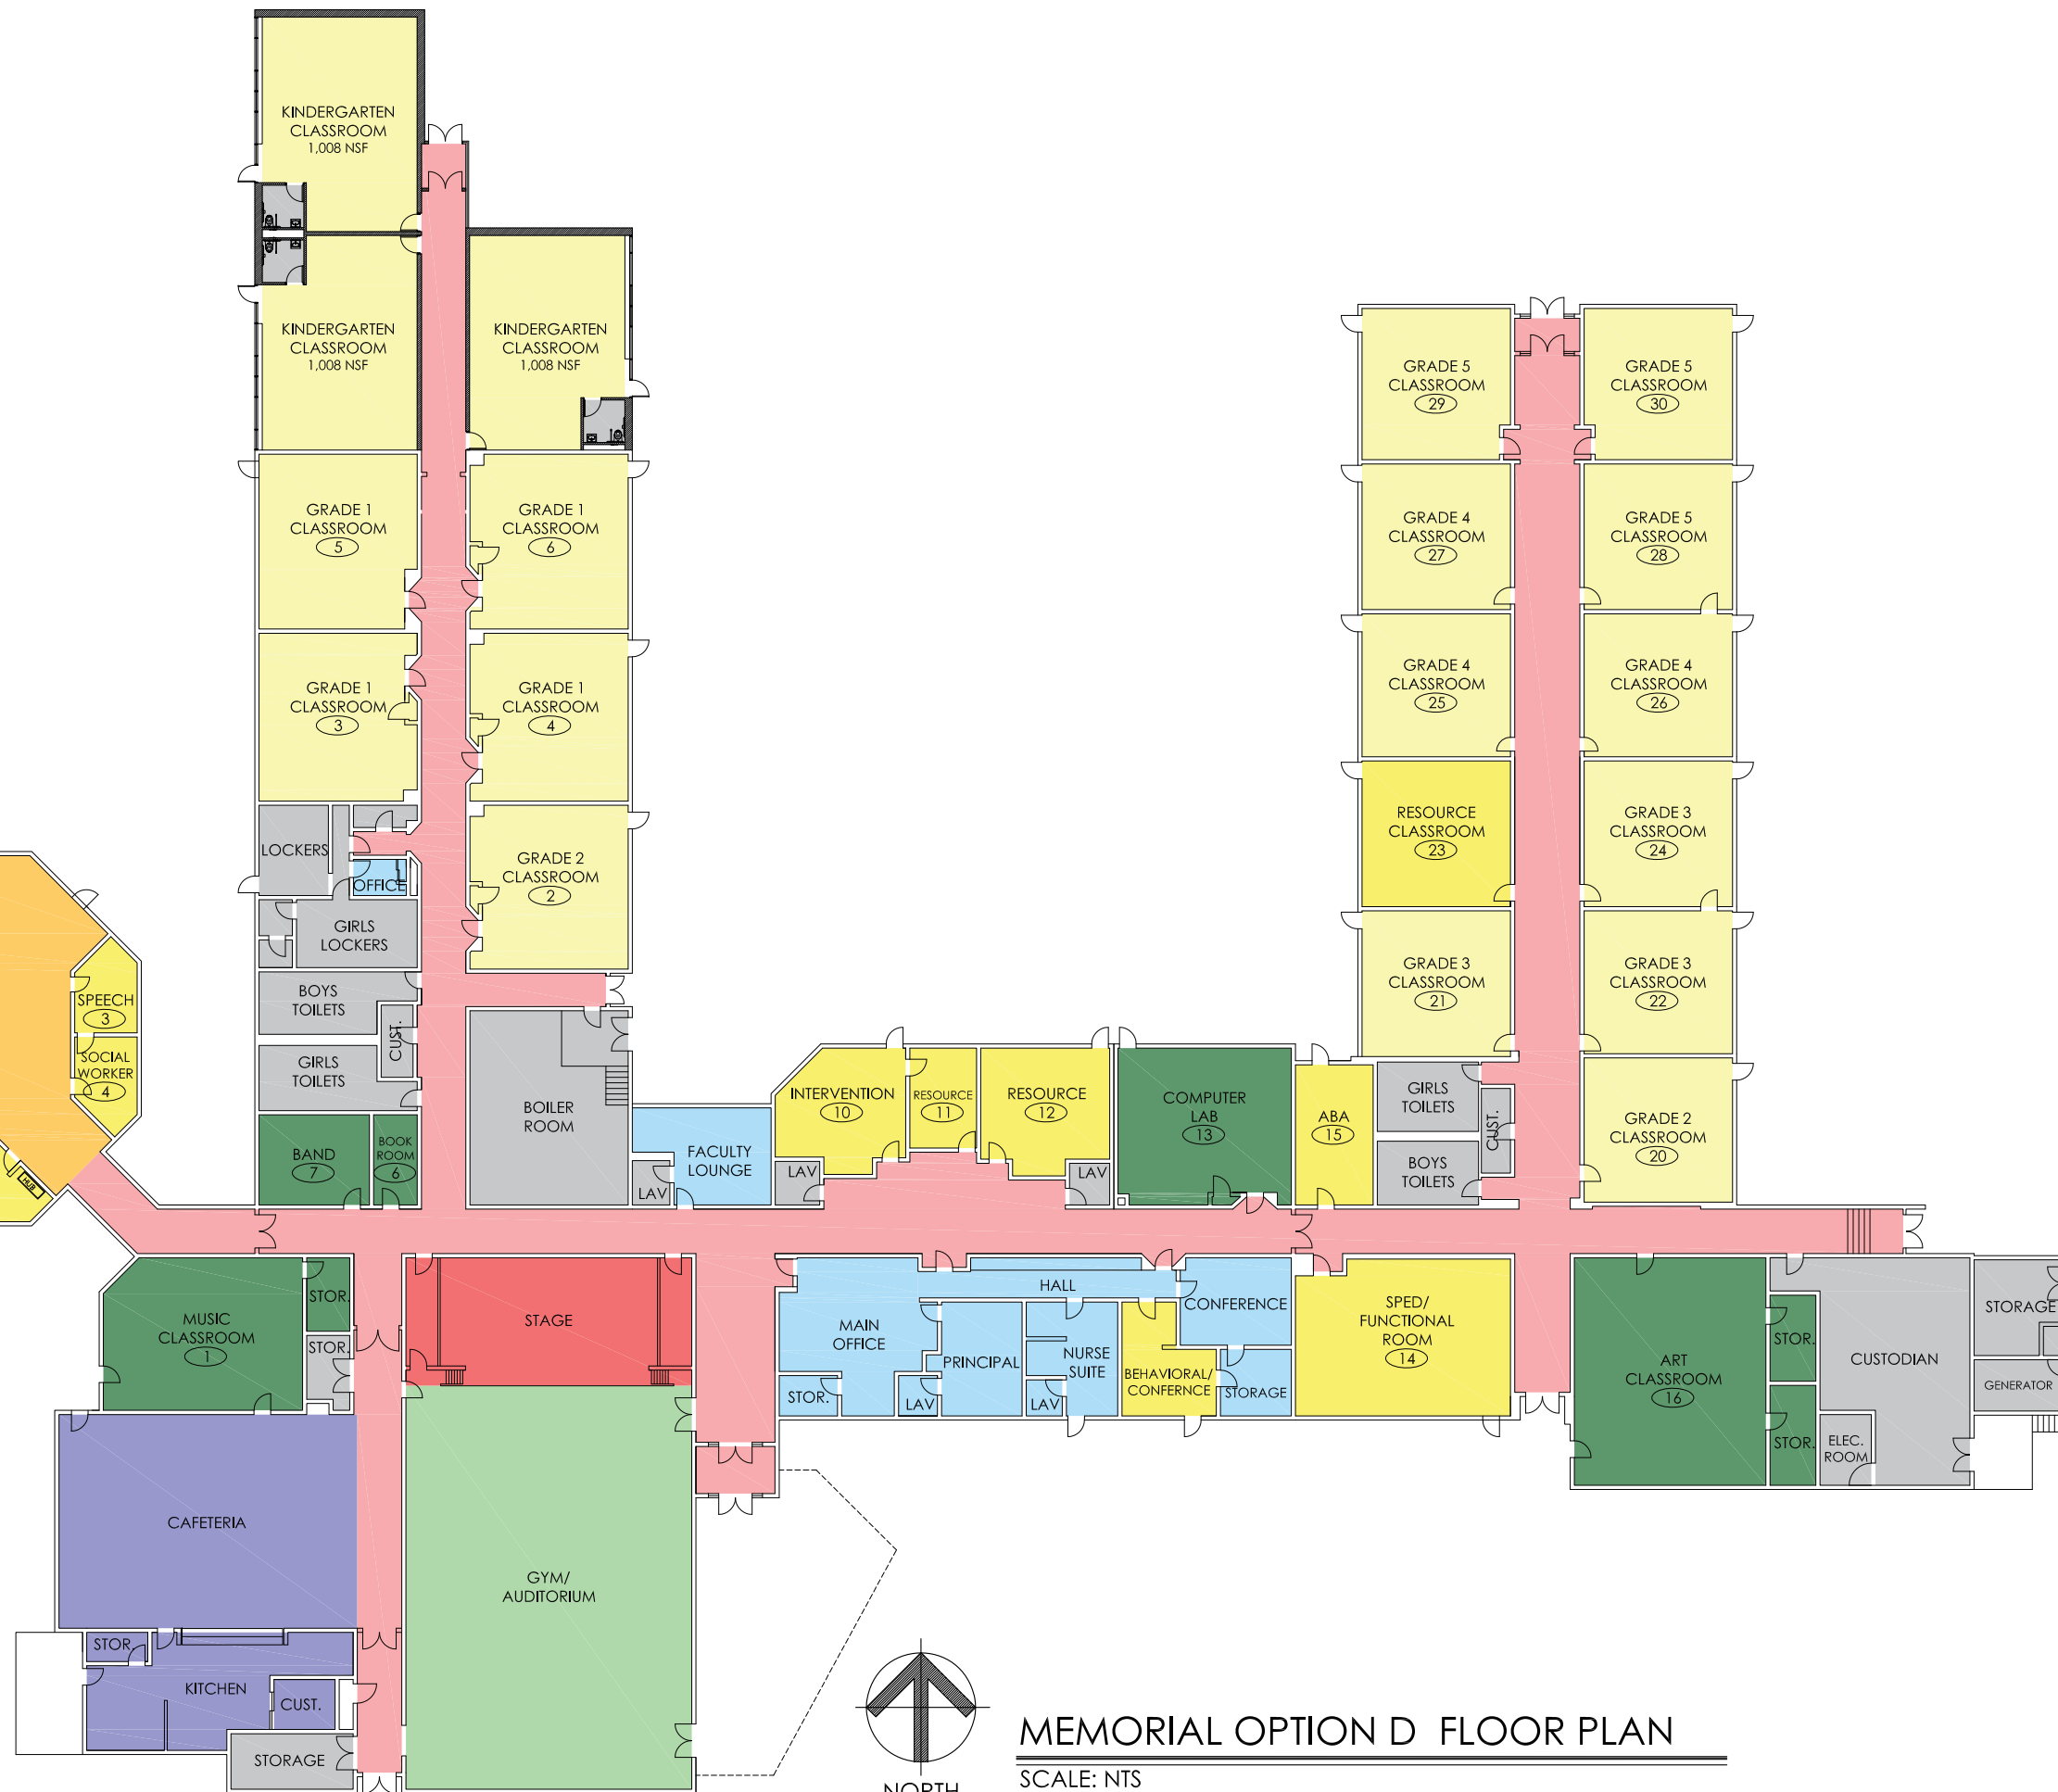 KINDERGARTEN
CLASSROOM
1,008 NSF
KINDERGARTEN
CLASSROOM
1,008 NSF
KINDERGARTEN
CLASSROOM
1,008 NSF
GRADE 5
CLASSROOM
29
GRADE 5
CLASSROOM
30
GRADE 1
CLASSROOM
5
GRADE 1
CLASSROOM
6
GRADE 4
CLASSROOM
27
GRADE 5
CLASSROOM
28
GRADE 1
CLASSROOM
3
GRADE 1
CLASSROOM
4
GRADE 4
CLASSROOM
25
GRADE 4
CLASSROOM
26
LOCKERS
OFFICE
GRADE 2
CLASSROOM
2
RESOURCE
CLASSROOM
23
GRADE 3
CLASSROOM
24
GIRLS
LOCKERS
SPEECH
3
SOCIAL
WORKER
4
HUB
BOYS
TOILETS
CUST.
GIRLS
TOILETS
GRADE 3
CLASSROOM
21
GRADE 3
CLASSROOM
22
BAND
7
BOOK
ROOM
6
BOILER
ROOM
LAV
FACULTY
LOUNGE
INTERVENTION
10
LAV
RESOURCE
11
RESOURCE
12
LAV
COMPUTER
LAB
13
ABA
15
GIRLS
TOILETS
CUST.
BOYS
TOILETS
GRADE 2
CLASSROOM
20
MUSIC
CLASSROOM
1
STOR.
STOR.
STAGE
MAIN
OFFICE
HALL
STOR.
LAV
PRINCIPAL
NURSE
SUITE
LAV
BEHAVIORAL/
CONFERNCE
CONFERENCE
STORAGE
SPED/
FUNCTIONAL
ROOM
14
ART
CLASSROOM
16
STOR.
STOR.
CUSTODIAN
ELEC.
ROOM
STORAGE
GENERATOR
CAFETERIA
GYM/
AUDITORIUM
STOR.
KITCHEN
CUST.
STORAGE
NORTH
MEMORIAL OPTION D FLOOR PLAN
SCALE: NTS